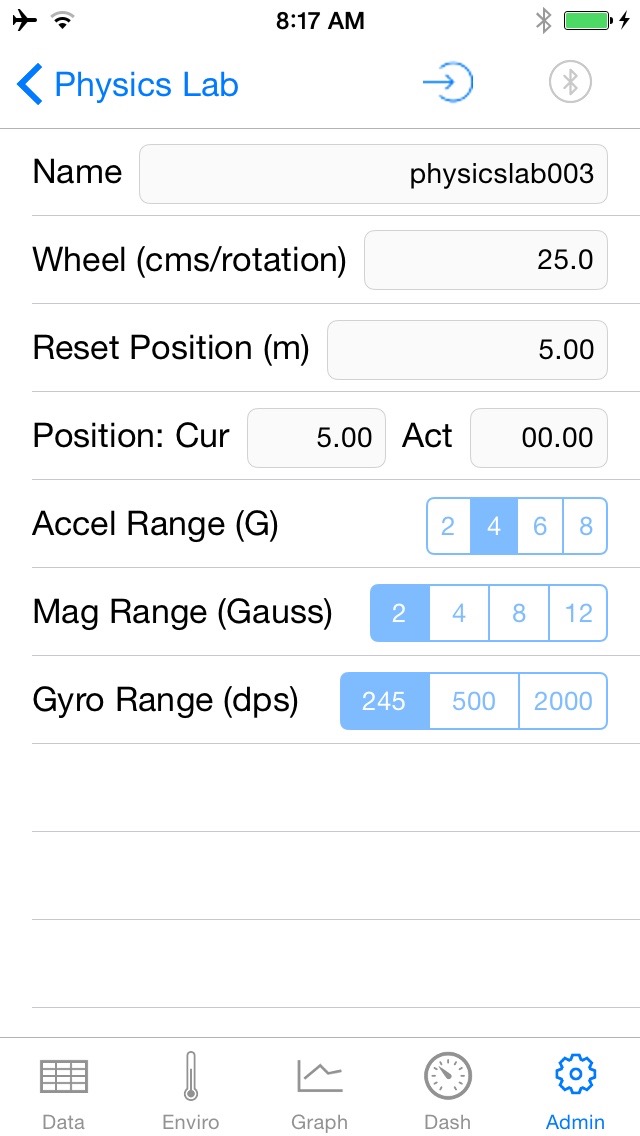 8:17 AM
Physics Lab
Name physicslab003
Wheel (cms/rotation) 25.0
Reset Position (m) 5.00
Position: Cur 5.00 Act 00.00
Accel Range (G) 2 4 6 8
Mag Range (Gauss) 2 4 8 12
Gyro Range (dps) 245 500 2000
Data Enviro Graph Dash Admin